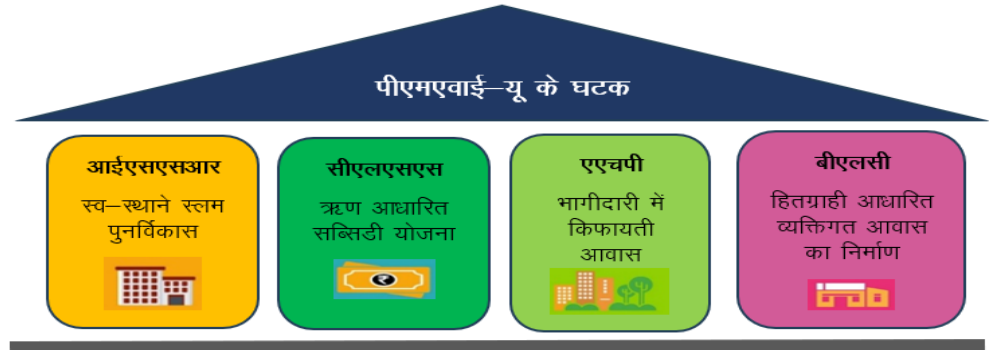 पीएमएवाई–यू के घटक
आईएसएसआर
स्व–स्थाने स्लम
पुनर्विकास
सीएलएसएस
ऋण आधारित
सब्सिडी योजना
एएचपी
भागीदारी में
किफायती
आवास
बीएलसी
हितग्राही आधारित
व्यक्तिगत आवास
का निर्माण
₹